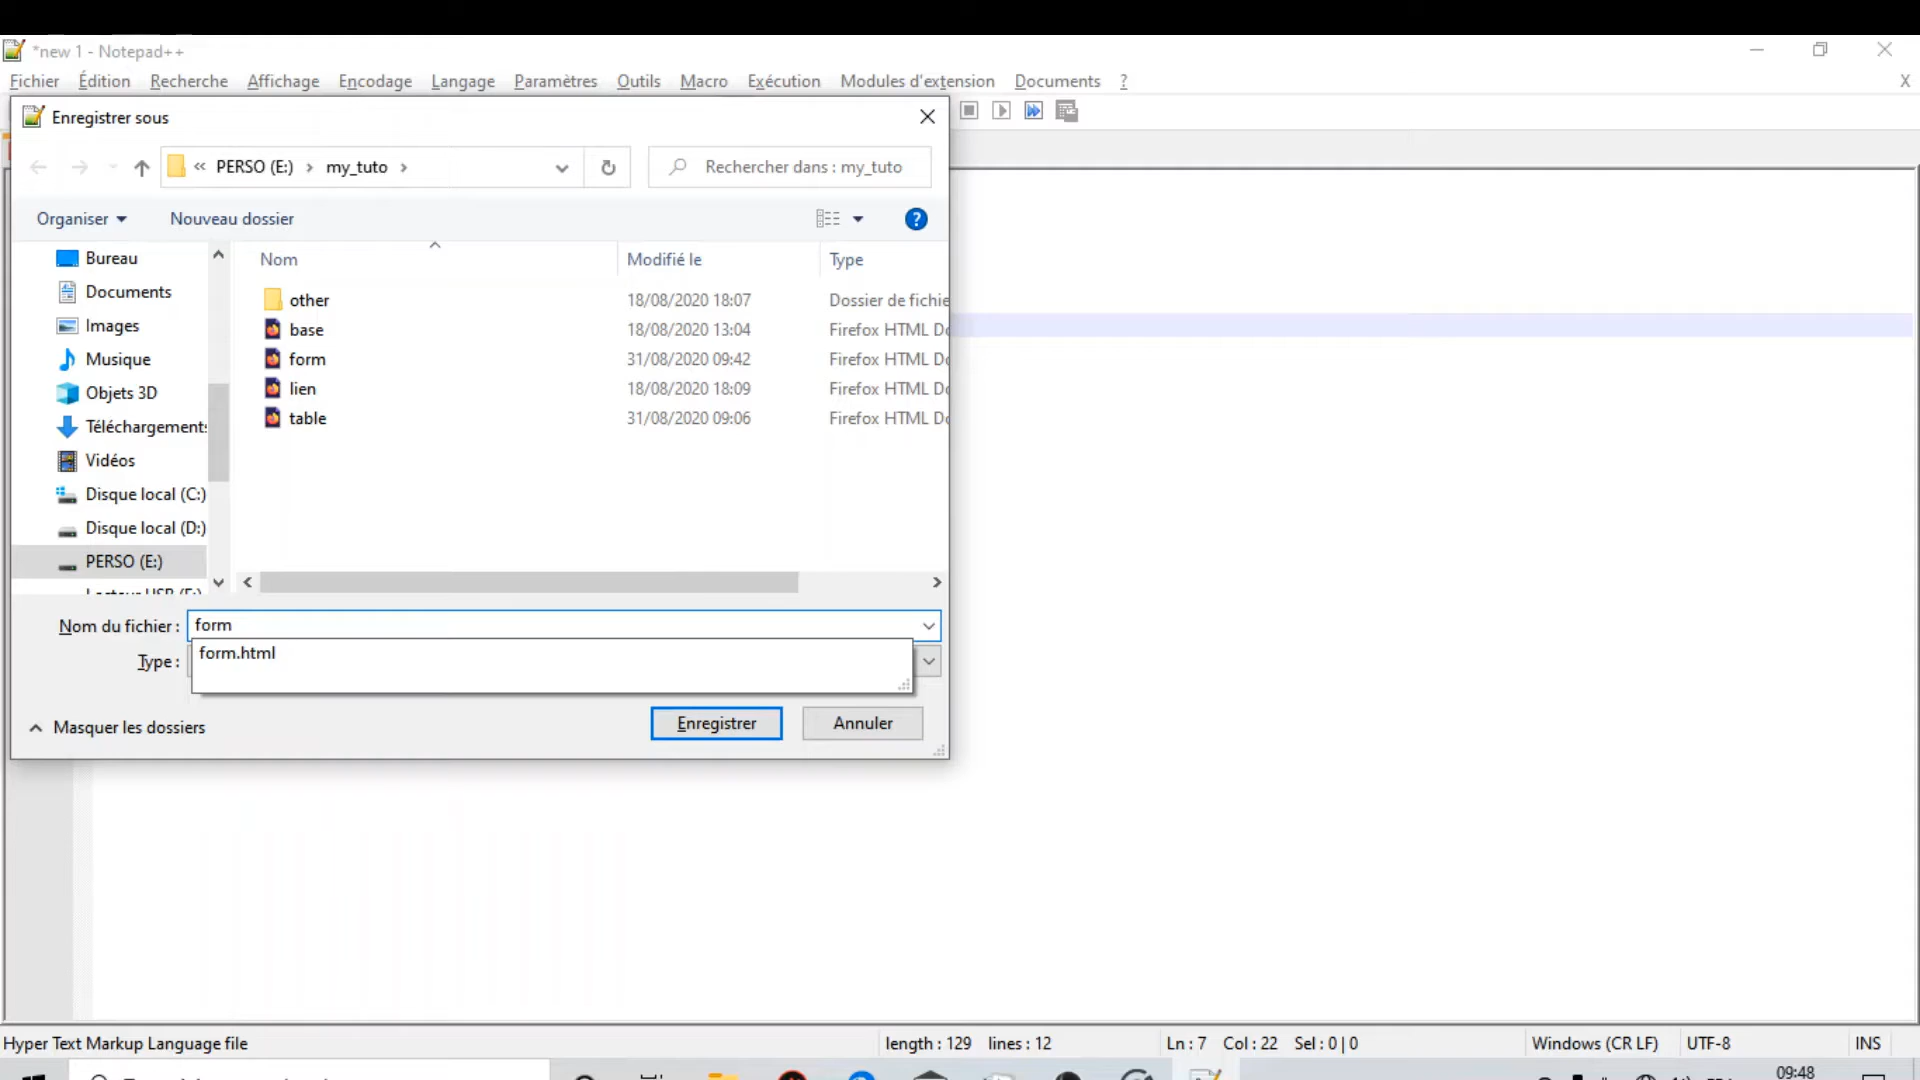 *new 1 - Notepad++
Fichier Édition Recherche Affichage Encodage Langage Paramètres Outils Macro Exécution Modules d'extension Documents ? X
Enregistrer sous
« PERSO (E:) > my_tuto >
Rechercher dans : my_tuto
Organiser Nouveau dossier ?
Nom Modifié le Type
other 18/08/2020 18:07 Dossier de fichie
base 18/08/2020 13:04 Firefox HTML Do
form 31/08/2020 09:42 Firefox HTML Do
lien 18/08/2020 18:09 Firefox HTML Do
table 31/08/2020 09:06 Firefox HTML Do
Bureau
Documents
Images
Musique
Objets 3D
Téléchargements
Vidéos
Disque local (C:)
Disque local (D:)
PERSO (E:)
Nom du fichier : form
form.html
Type :
Masquer les dossiers
Enregistrer Annuler
Hyper Text Markup Language file length : 129 lines : 12 Ln : 7 Col : 22 Sel : 0 | 0 Windows (CR LF) UTF-8 INS
09:48